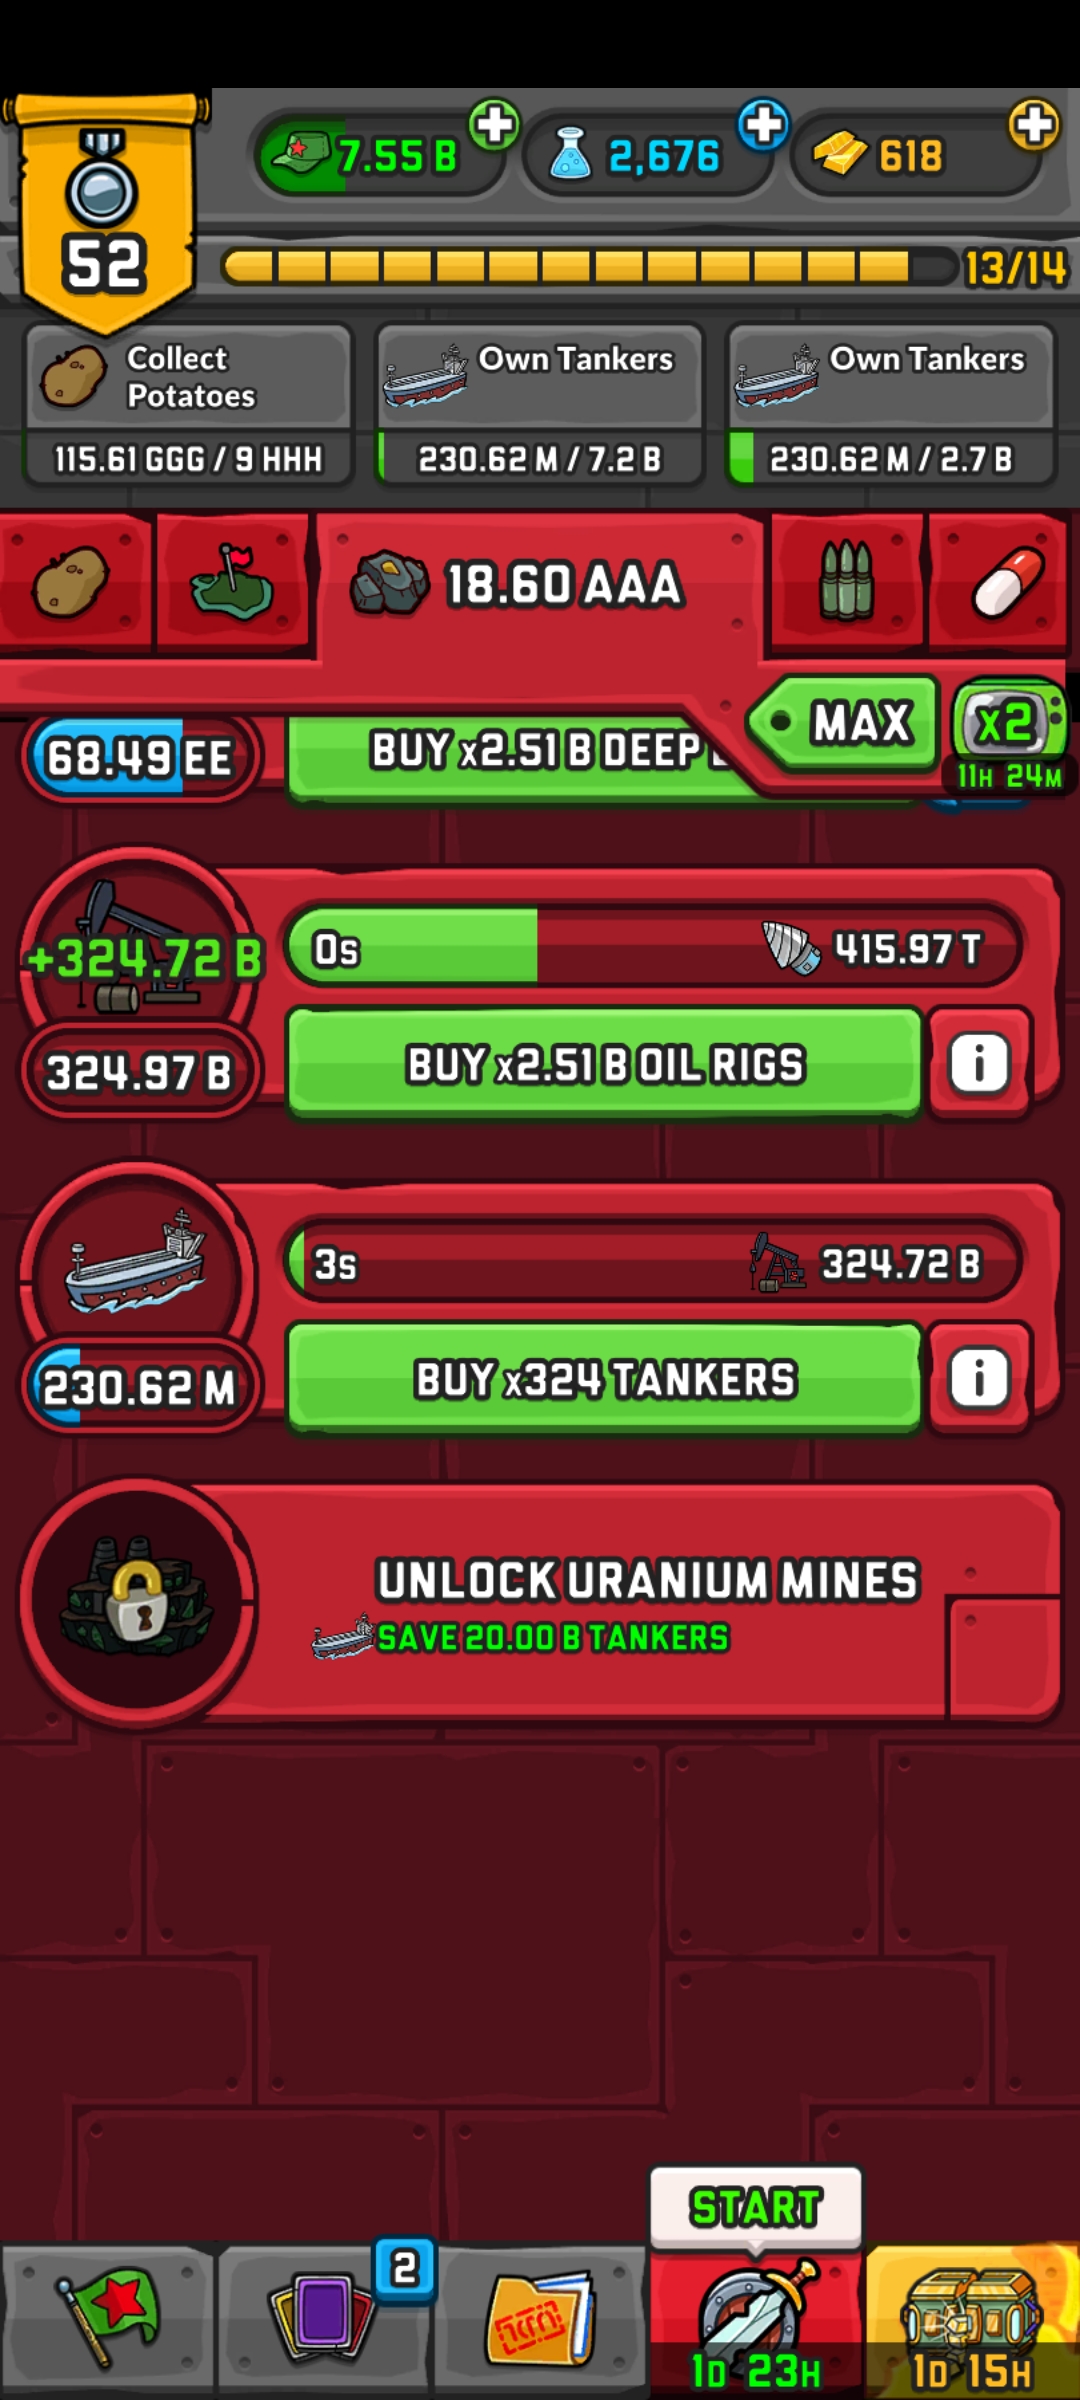 7.55 B
2,676
618
52
13/14
Collect
Potatoes
115.61 GGG / 9 HHH
Own Tankers
230.62 M / 7.2 B
Own Tankers
230.62 M / 2.7 B
18.60 AAA
MAX
x2
11H 24M
68.49 EE
BUY x2.51 B DEEP
+324.72 B
0s
415.97 T
324.97 B
BUY x2.51 B OIL RIGS
i
3s
324.72 B
230.62 M
BUY x324 TANKERS
i
UNLOCK URANIUM MINES
SAVE 20.00 B TANKERS
START
2
1D 23H
1D 15H